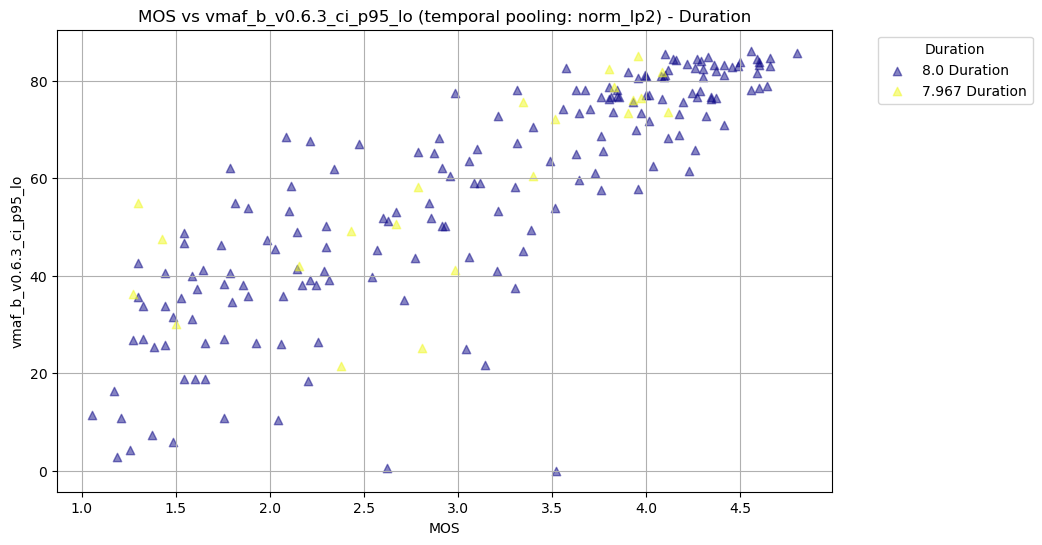 MOS vs vmaf_b_v0.6.3_ci_p95_lo (temporal pooling: norm_lp2) - Duration
Duration
8.0 Duration
7.967 Duration
vmaf_b_v0.6.3_ci_p95_lo
80
60
40
20
0
1.0 1.5 2.0 2.5 3.0 3.5 4.0 4.5
MOS